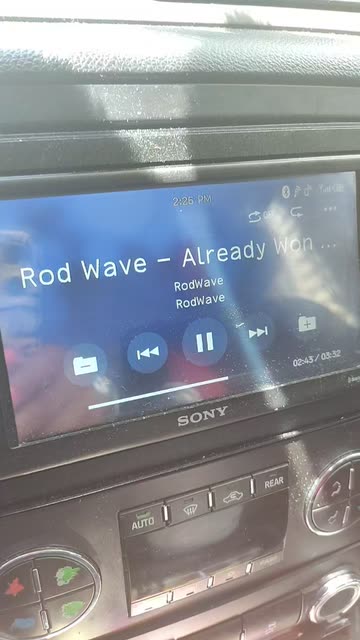 2:26 PM
Rod Wave – Already Won ...
RodWave
RodWave
02:43 / 03:32
SONY
AUTO
REAR